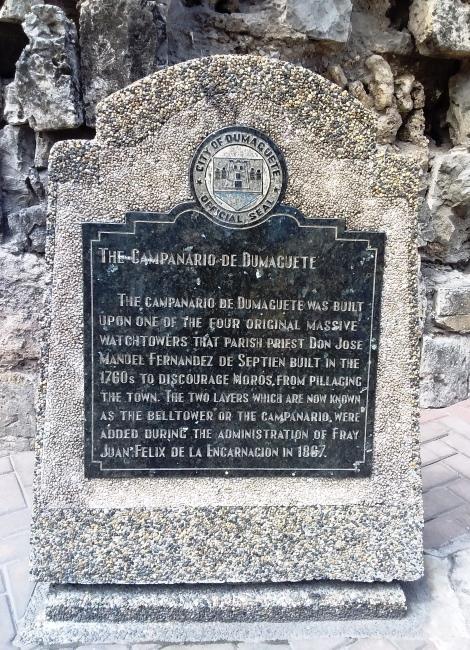 CITY OF DUMAGUETE
OFFICIAL SEAL
THE CAMPANARIO DE DUMAGUETE
THE CAMPANARIO DE DUMAGUETE WAS BUILT
UPON ONE OF THE FOUR ORIGINAL MASSIVE
WATCHTOWERS THAT PARISH PRIEST DON JOSE
MANUEL FERNANDEZ DE SEPTIEN BUILT IN THE
1760s TO DISCOURAGE MOROS, FROM PILLAGING
THE TOWN. THE TWO LAYERS WHICH ARE NOW KNOWN
AS THE BELLTOWER OR THE CAMPANARIO, WERE
ADDED DURING THE ADMINISTRATION OF FRAY
JUAN FELIX DE LA ENCARNACION IN 1867.